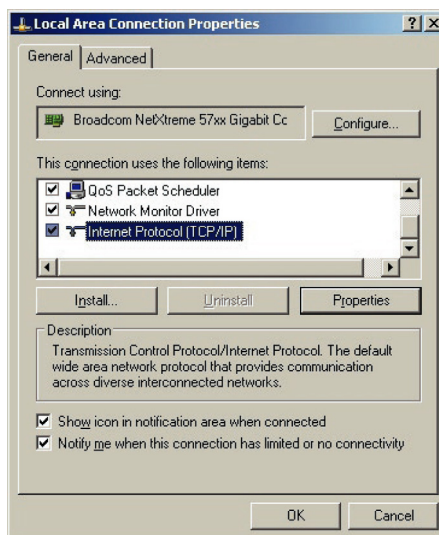 Local Area Connection Properties
General Advanced
Connect using:
Broadcom NetXtreme 57xx Gigabit Cc
Configure...
This connection uses the following items:
QoS Packet Scheduler
Network Monitor Driver
Internet Protocol (TCP/IP)
Install... Uninstall Properties
Description
Transmission Control Protocol/Internet Protocol. The default
wide area network protocol that provides communication
across diverse interconnected networks.
Show icon in notification area when connected
Notify me when this connection has limited or no connectivity
OK Cancel